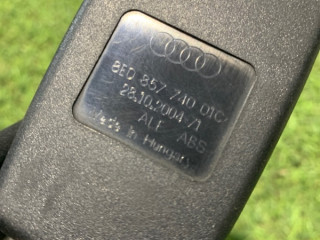 8E0 857 740 01C
28.10.2004 /1
ALF ABS
Made in Hungary